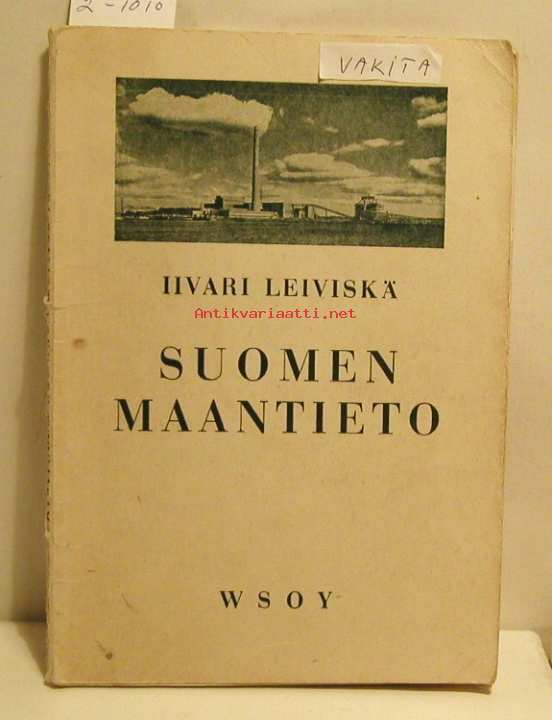 2-1010
VAKITA
IIVARI LEIVISKÄ
Antikvariaatti.net
SUOMEN
MAANTIETO
WSOY